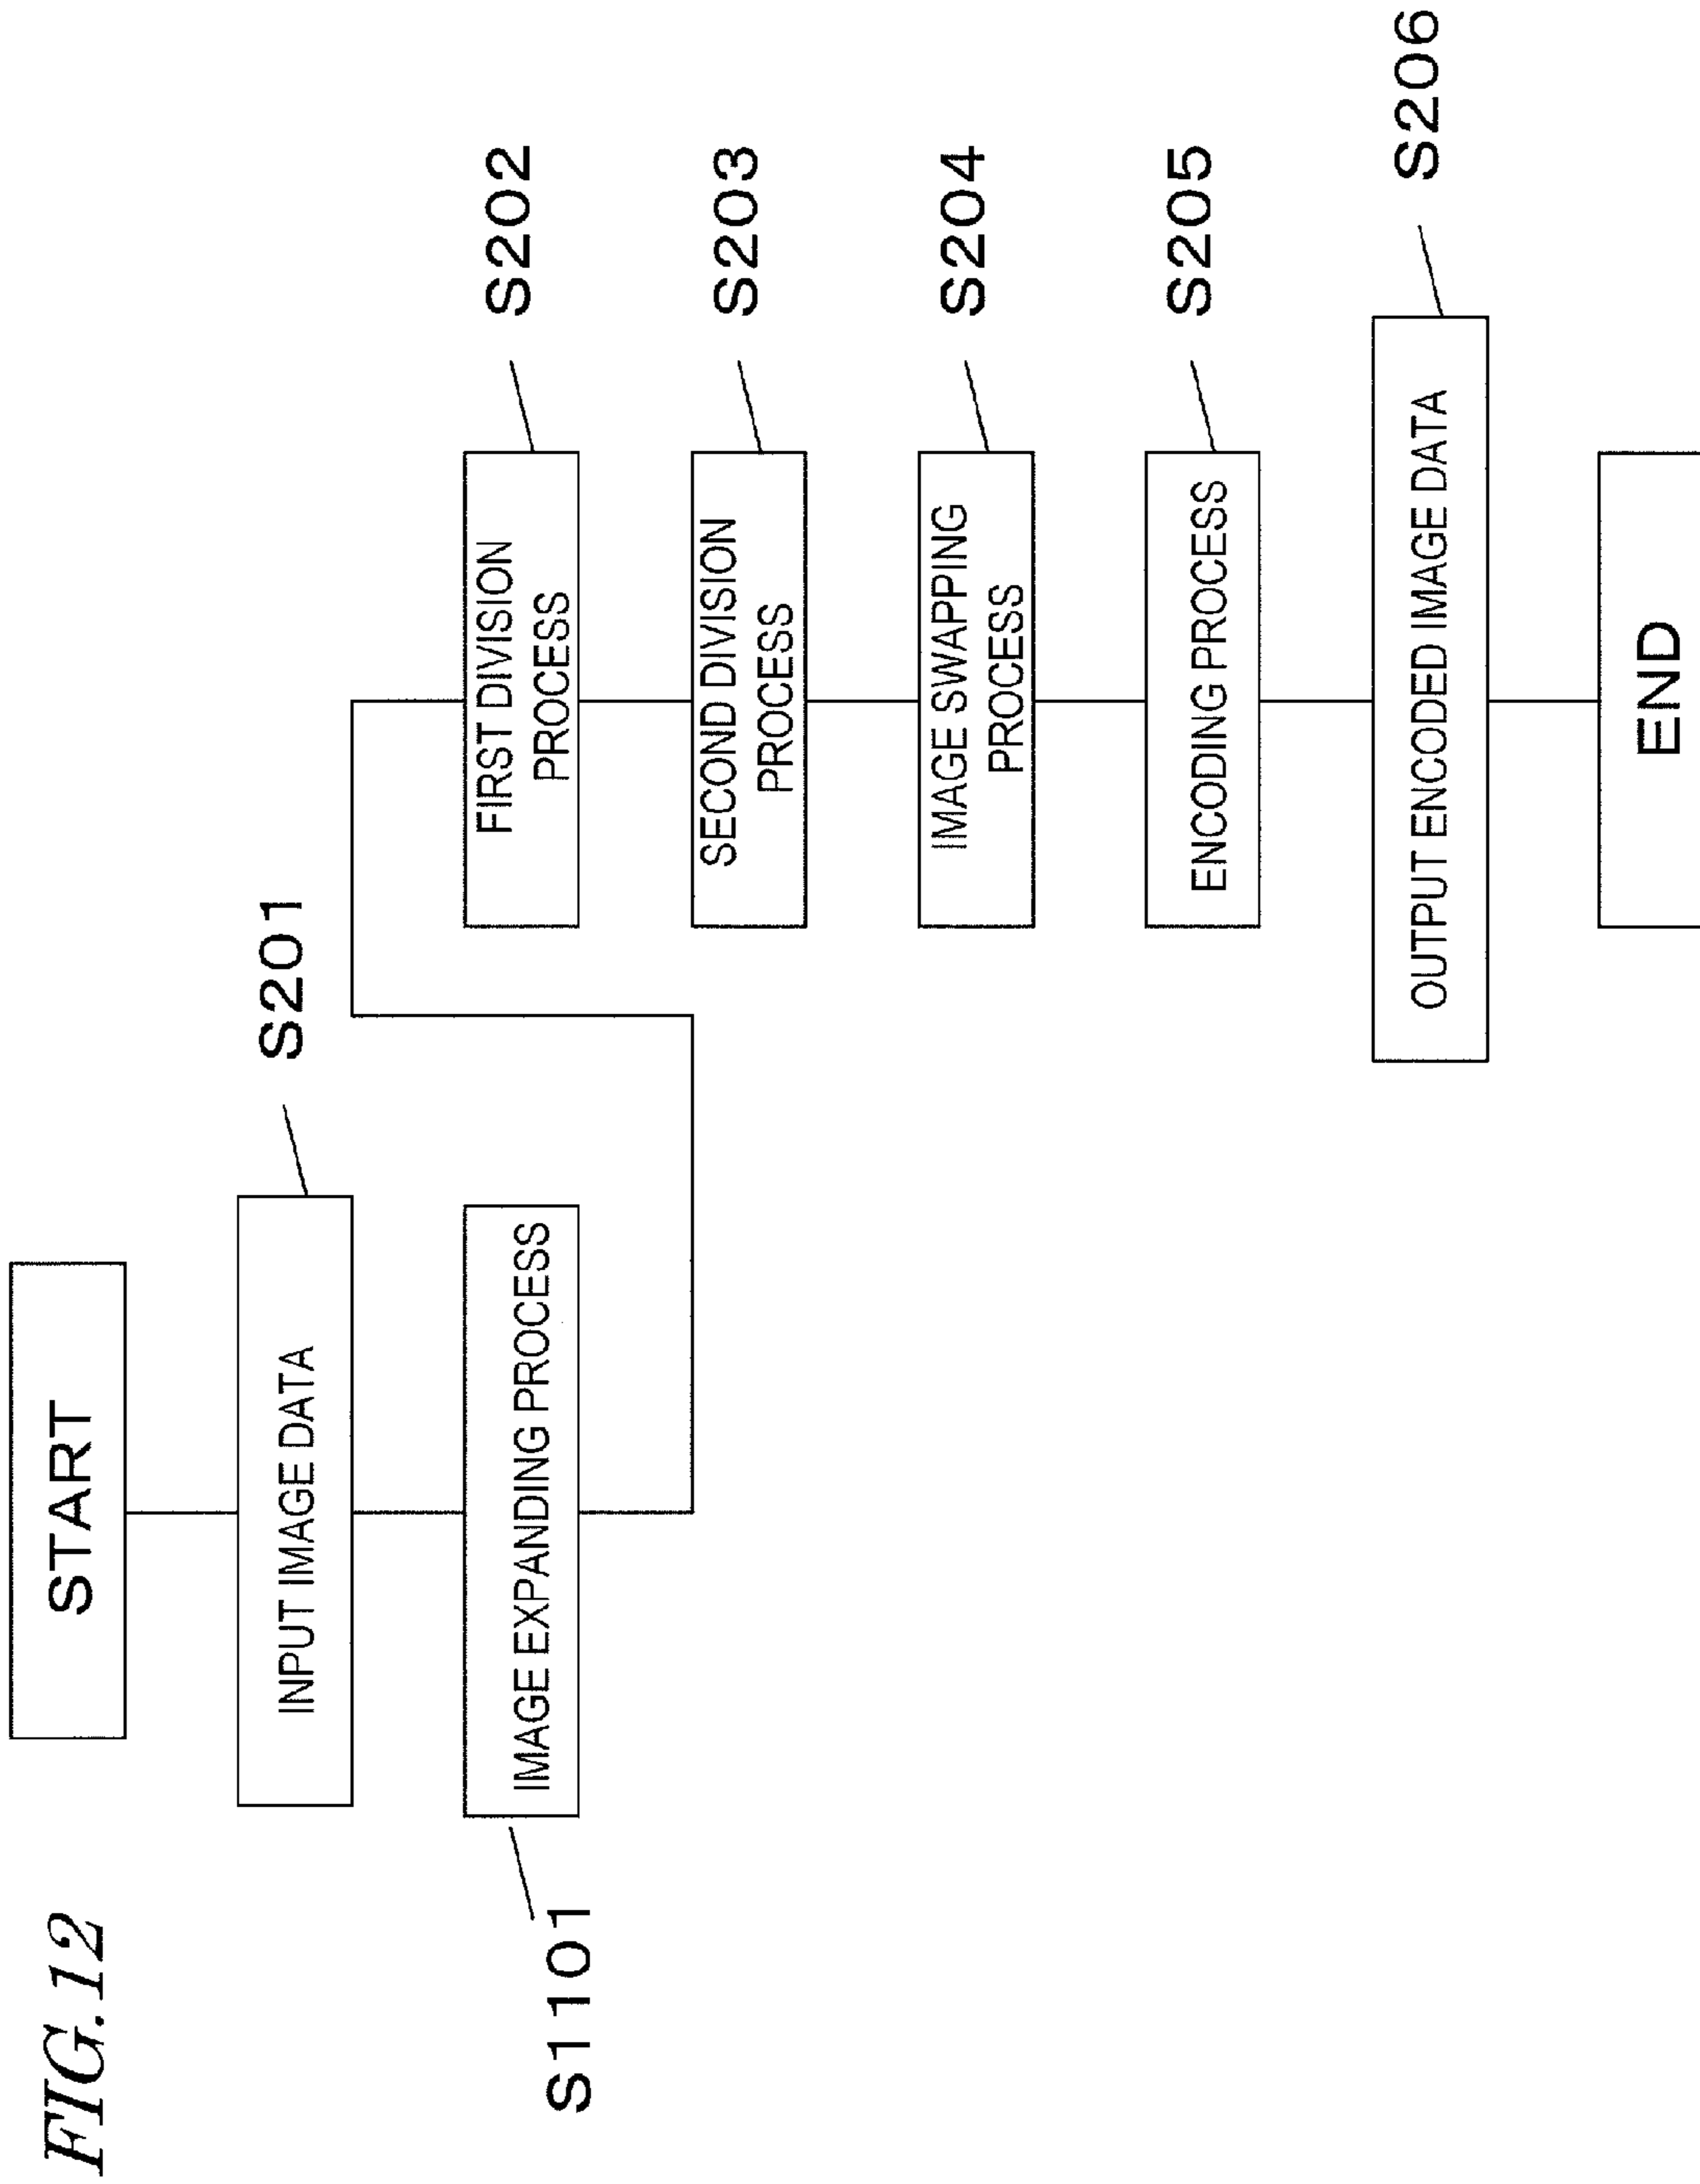 FIG.12
START
INPUT IMAGE DATA
S201
IMAGE EXPANDING PROCESS
S1101
FIRST DIVISION
PROCESS
S202
SECOND DIVISION
PROCESS
S203
IMAGE SWAPPING
PROCESS
S204
ENCODING PROCESS
S205
OUTPUT ENCODED IMAGE DATA
S206
END